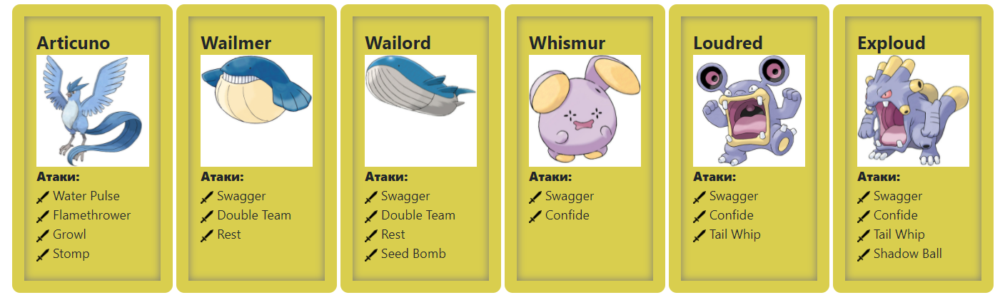 Articuno
Атаки:
Water Pulse
Flamethrower
Growl
Stomp
Wailmer
Атаки:
Swagger
Double Team
Rest
Wailord
Атаки:
Swagger
Double Team
Rest
Seed Bomb
Whismur
Атаки:
Swagger
Confide
Loudred
Атаки:
Swagger
Confide
Tail Whip
Exploud
Атаки:
Swagger
Confide
Tail Whip
Shadow Ball